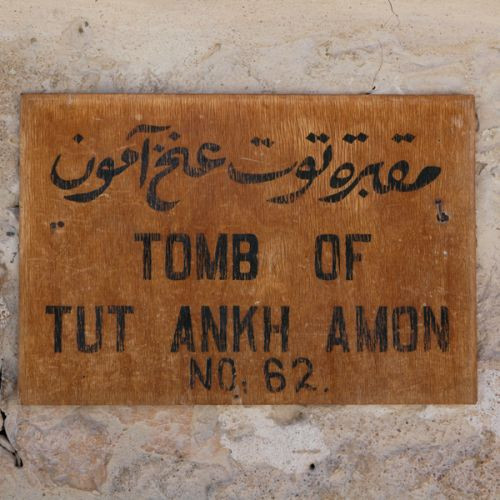 مقبرة توت عنخ آمون
TOMB OF
TUT ANKH AMON
NO. 62.